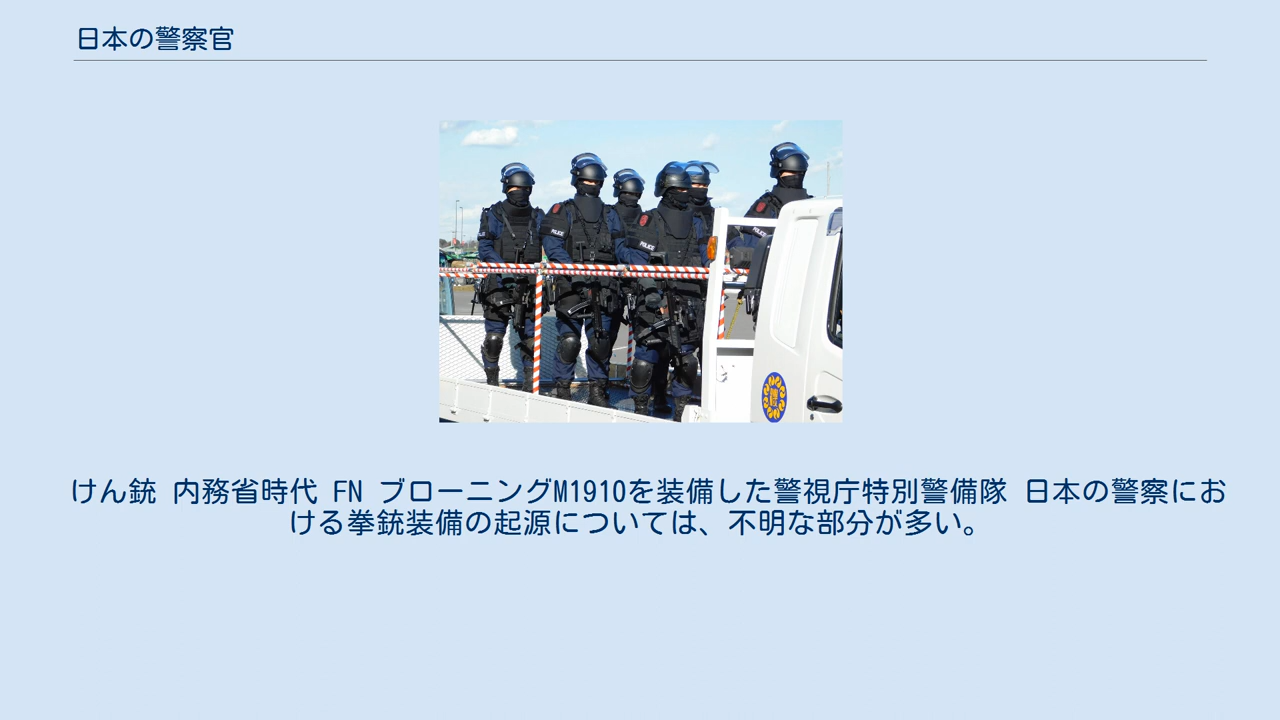 日本の警察官
POLICE
POLICE
POLICE
けん銃 内務省時代 FN ブローニングM1910を装備した警視庁特別警備隊 日本の警察にお
ける拳銃装備の起源については、不明な部分が多い。